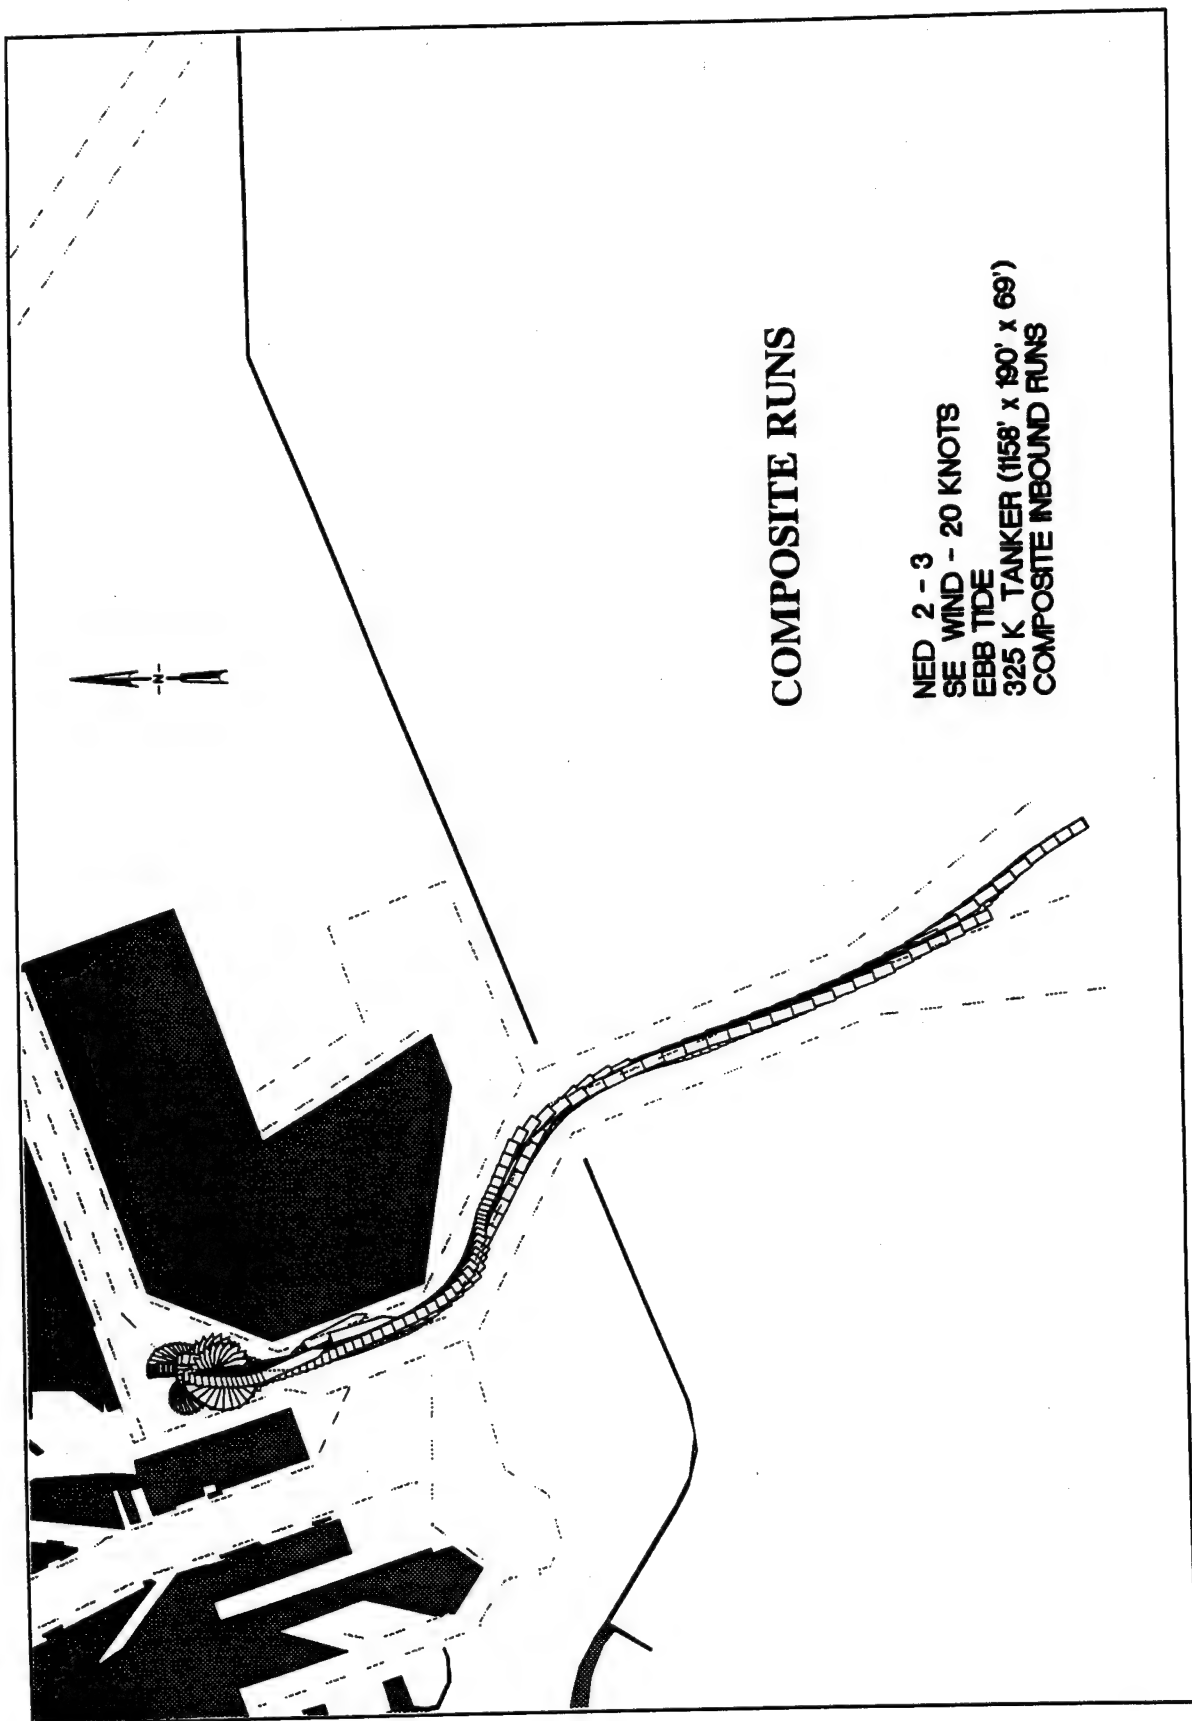 N
COMPOSITE RUNS
NED 2 - 3
SE WIND - 20 KNOTS
EBB TIDE
325 K TANKER (1158' x 190' x 69')
COMPOSITE INBOUND RUNS